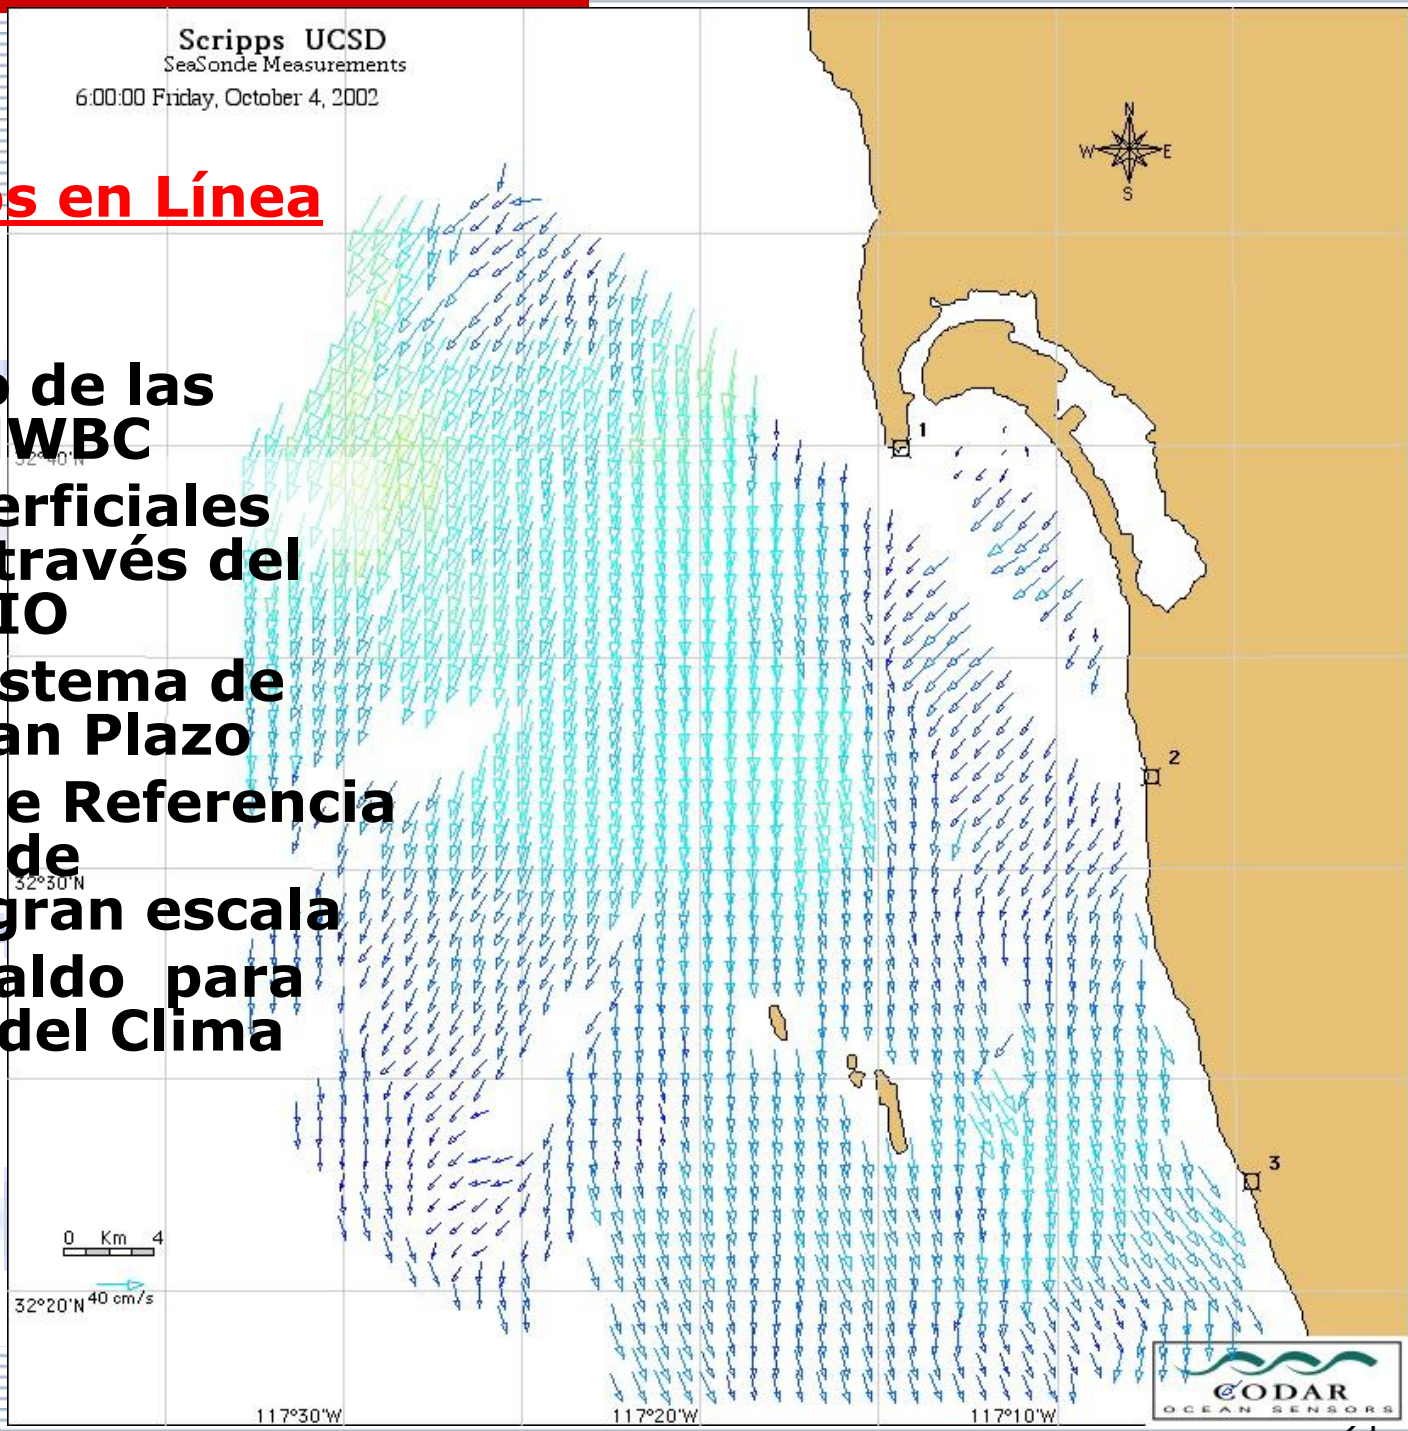 Scripps UCSD
SeaSonde Measurements
6:00:00 Friday, October 4, 2002
N
W E
S
s en Línea
de las
WBC
32°40'N
1
erficiales
través del
IO
stema de
an Plazo
2
e Referencia
de
32°30'N
gran escala
aldo para
del Clima
3
0 Km 4
40 cm/s
32°20'N
117°30'W
117°20'W
117°10'W
CODAR
OCEAN SENSORS